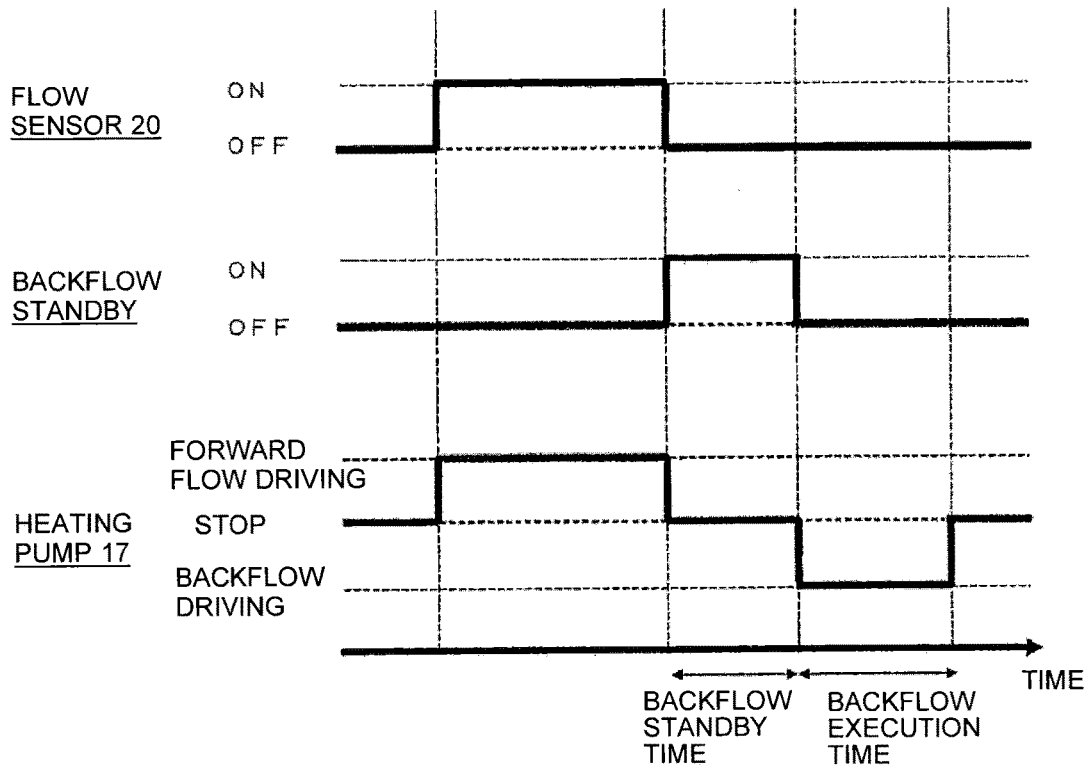 FLOW
SENSOR 20
ON
OFF
BACKFLOW
STANDBY
ON
OFF
HEATING
PUMP 17
FORWARD
FLOW DRIVING
STOP
BACKFLOW
DRIVING
TIME
BACKFLOW
STANDBY
TIME
BACKFLOW
EXECUTION
TIME